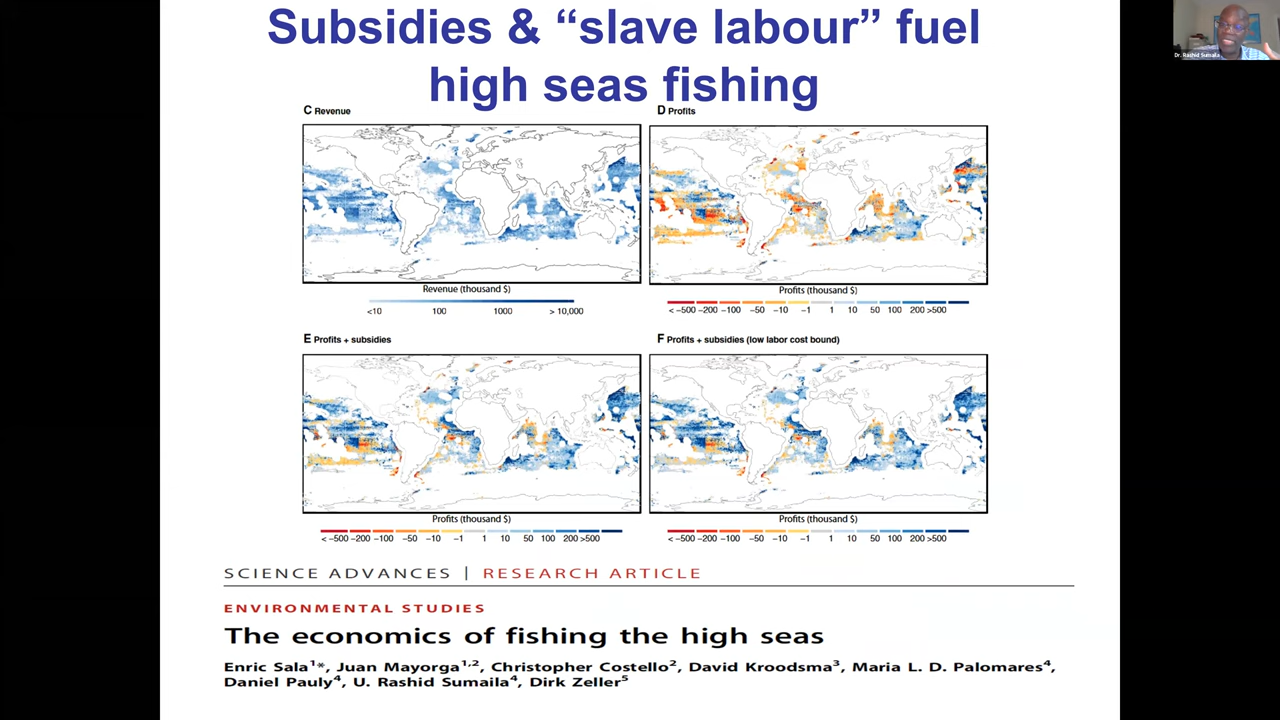 Subsidies & “slave labour” fuel
high seas fishing
Dr. Rashid Sumaila
C Revenue
D Profits
Revenue (thousand $)
<10 100 1000 > 10,000
Profits (thousand $)
< −500 −200 −100 −50 −10 −1 1 10 50 100 200 >500
E Profits + subsidies
F Profits + subsidies (low labor cost bound)
Profits (thousand $)
< −500 −200 −100 −50 −10 −1 1 10 50 100 200 >500
Profits (thousand $)
< −500 −200 −100 −50 −10 −1 1 10 50 100 200 >500
SCIENCE ADVANCES | RESEARCH ARTICLE
ENVIRONMENTAL STUDIES
The economics of fishing the high seas
Enric Sala¹*, Juan Mayorga¹,², Christopher Costello², David Kroodsma³, Maria L. D. Palomares⁴,
Daniel Pauly⁴, U. Rashid Sumaila⁴, Dirk Zeller⁵